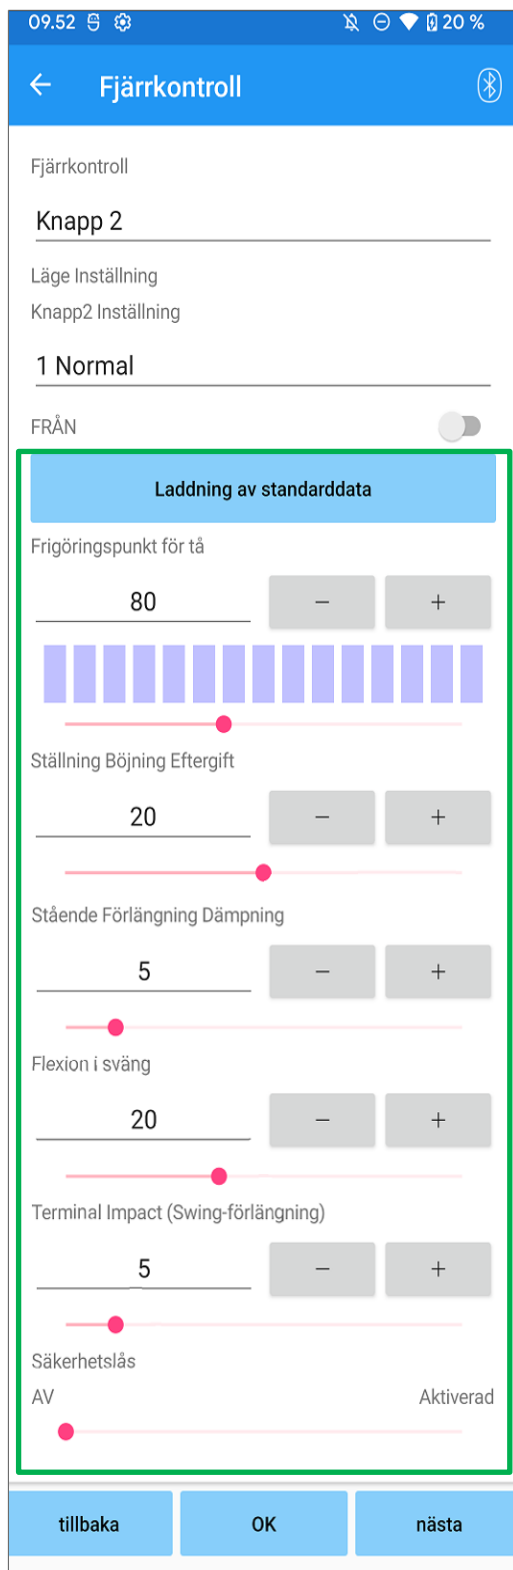 09.52 20 %
Fjärrkontroll
Fjärrkontroll
Knapp 2
Läge Inställning
Knapp2 Inställning
1 Normal
FRÅN
Laddning av standarddata
Frigöringspunkt för tå
80 − +
Ställning Böjning Eftergift
20 − +
Stående Förlängning Dämpning
5 − +
Flexion i sväng
20 − +
Terminal Impact (Swing-förlängning)
5 − +
Säkerhetslås
AV Aktiverad
tillbaka OK nästa